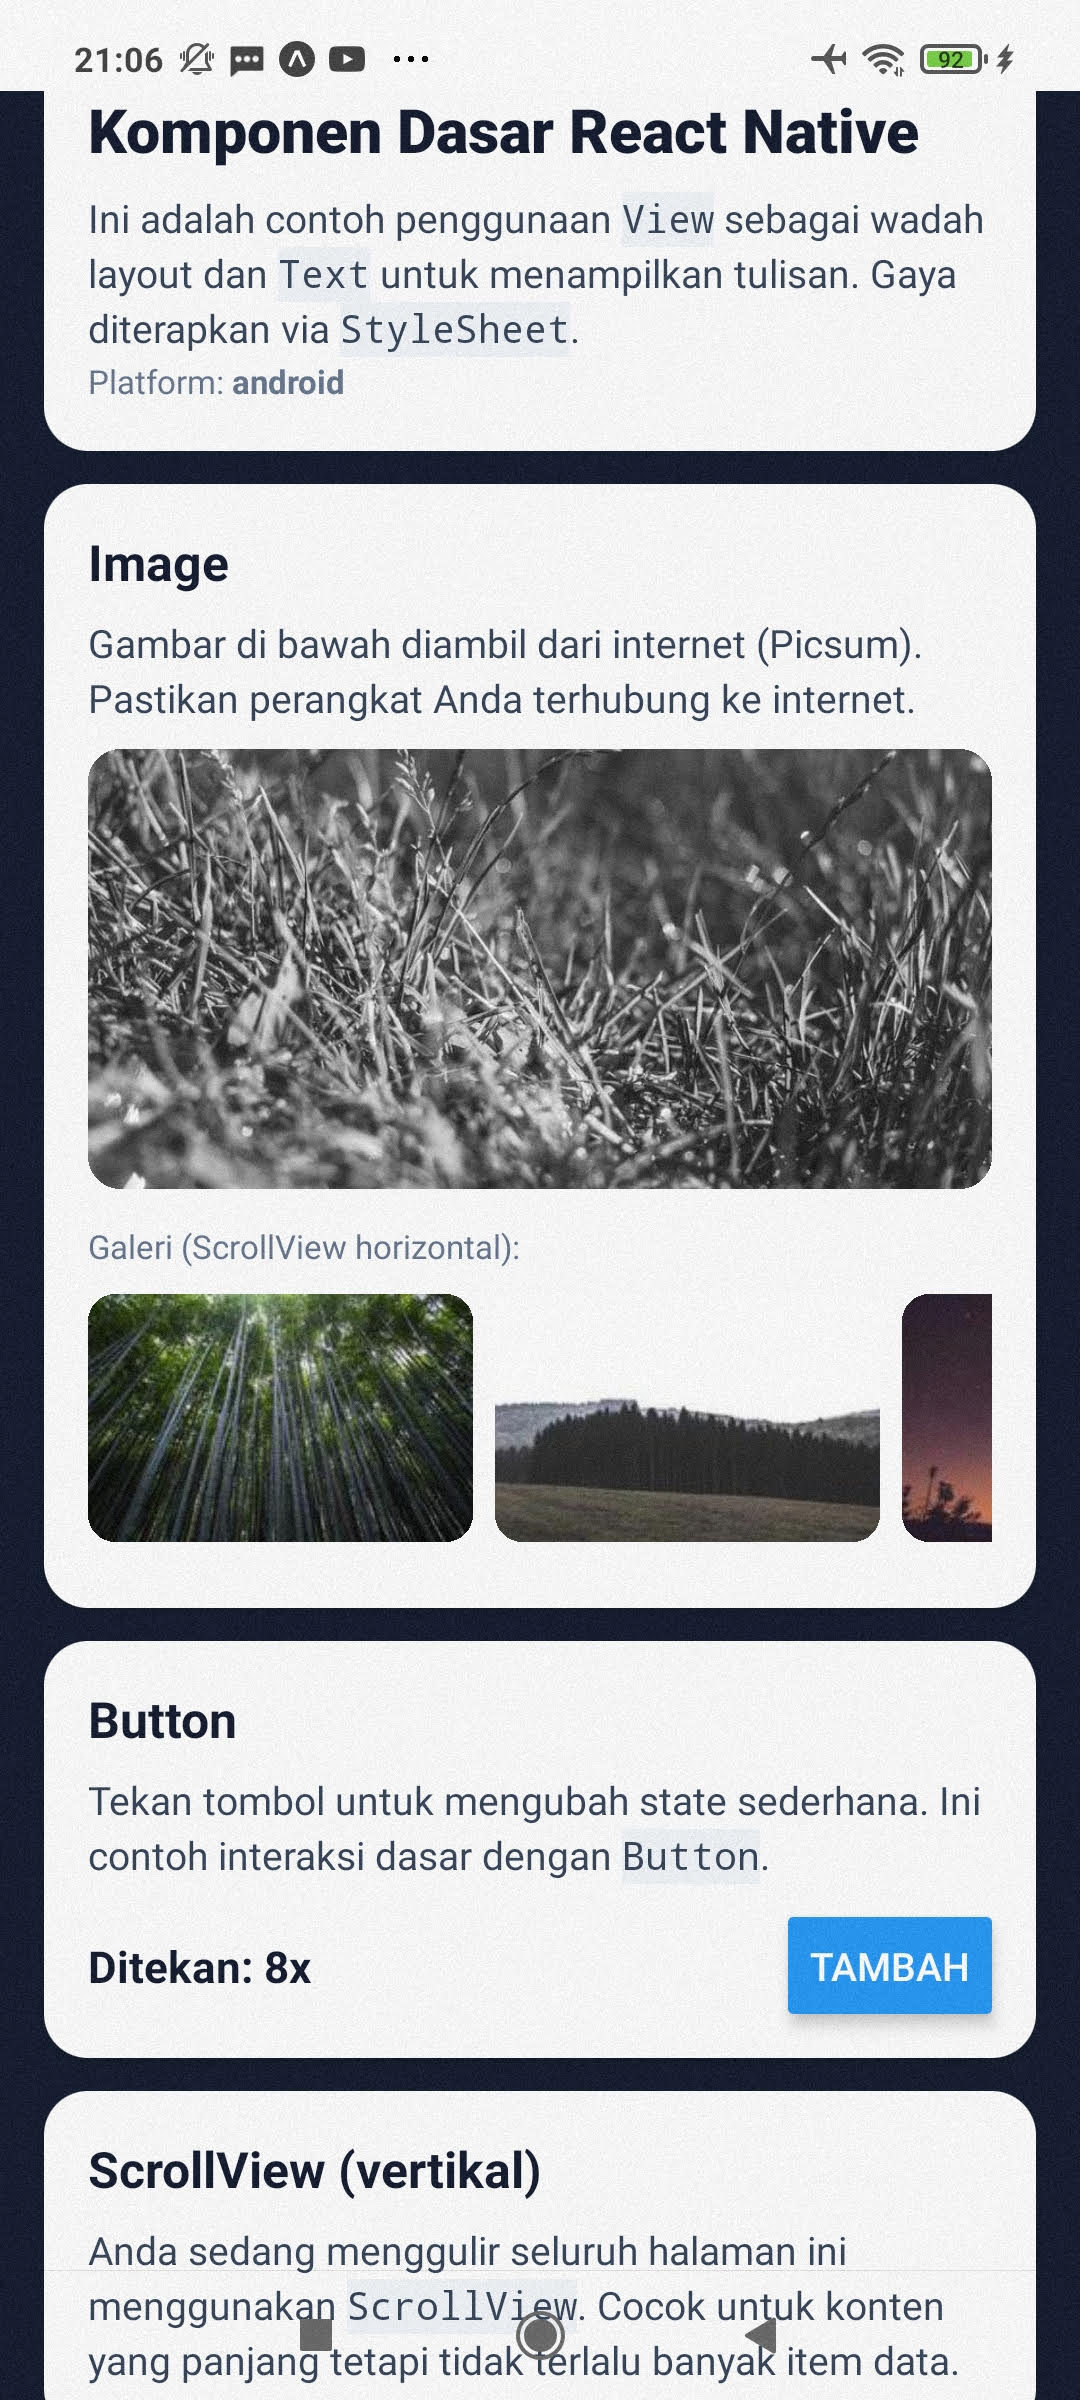 21:06
92
Komponen Dasar React Native
Ini adalah contoh penggunaan View sebagai wadah
layout dan Text untuk menampilkan tulisan. Gaya
diterapkan via StyleSheet.
Platform: android
Image
Gambar di bawah diambil dari internet (Picsum).
Pastikan perangkat Anda terhubung ke internet.
Galeri (ScrollView horizontal):
Button
Tekan tombol untuk mengubah state sederhana. Ini
contoh interaksi dasar dengan Button.
Ditekan: 8x
TAMBAH
ScrollView (vertikal)
Anda sedang menggulir seluruh halaman ini
menggunakan ScrollView. Cocok untuk konten
yang panjang tetapi tidak terlalu banyak item data.